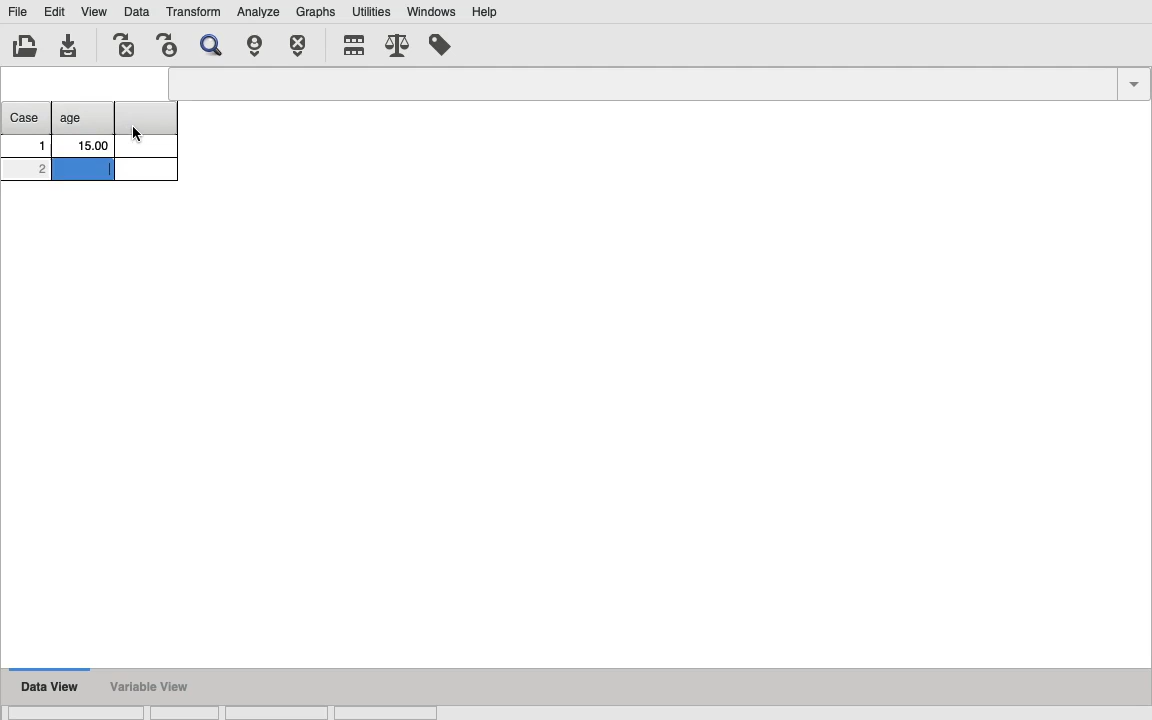 File Edit View Data Transform Analyze Graphs Utilities Windows Help
Case age
1 15.00
2
Data View Variable View